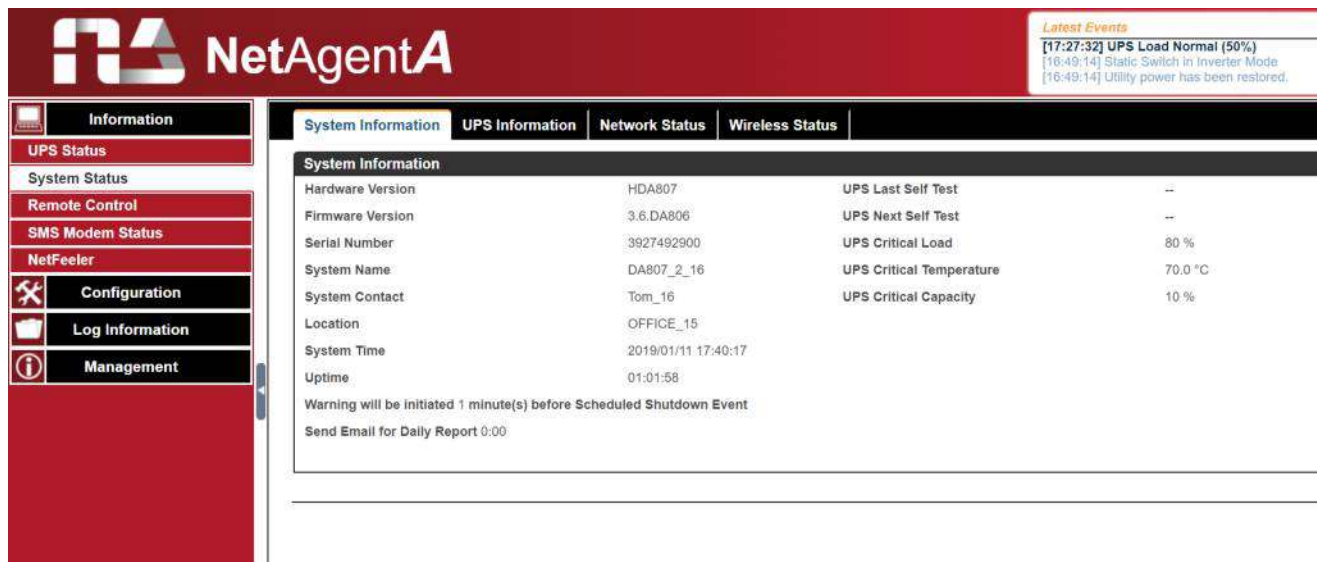 NetAgentA
Latest Events
[17:27:32] UPS Load Normal (50%)
[16:49:14] Static Switch in Inverter Mode
[16:49:14] Utility power has been restored.
Information
UPS Status
System Status
Remote Control
SMS Modem Status
NetFeeler
Configuration
Log Information
Management
System Information UPS Information Network Status Wireless Status
System Information
Hardware Version HDA807 UPS Last Self Test --
Firmware Version 3.6.DA806 UPS Next Self Test --
Serial Number 3927492900 UPS Critical Load 80 %
System Name DA807_2_16 UPS Critical Temperature 70.0 °C
System Contact Tom_16 UPS Critical Capacity 10 %
Location OFFICE_15
System Time 2019/01/11 17:40:17
Uptime 01:01:58
Warning will be initiated 1 minute(s) before Scheduled Shutdown Event
Send Email for Daily Report 0:00